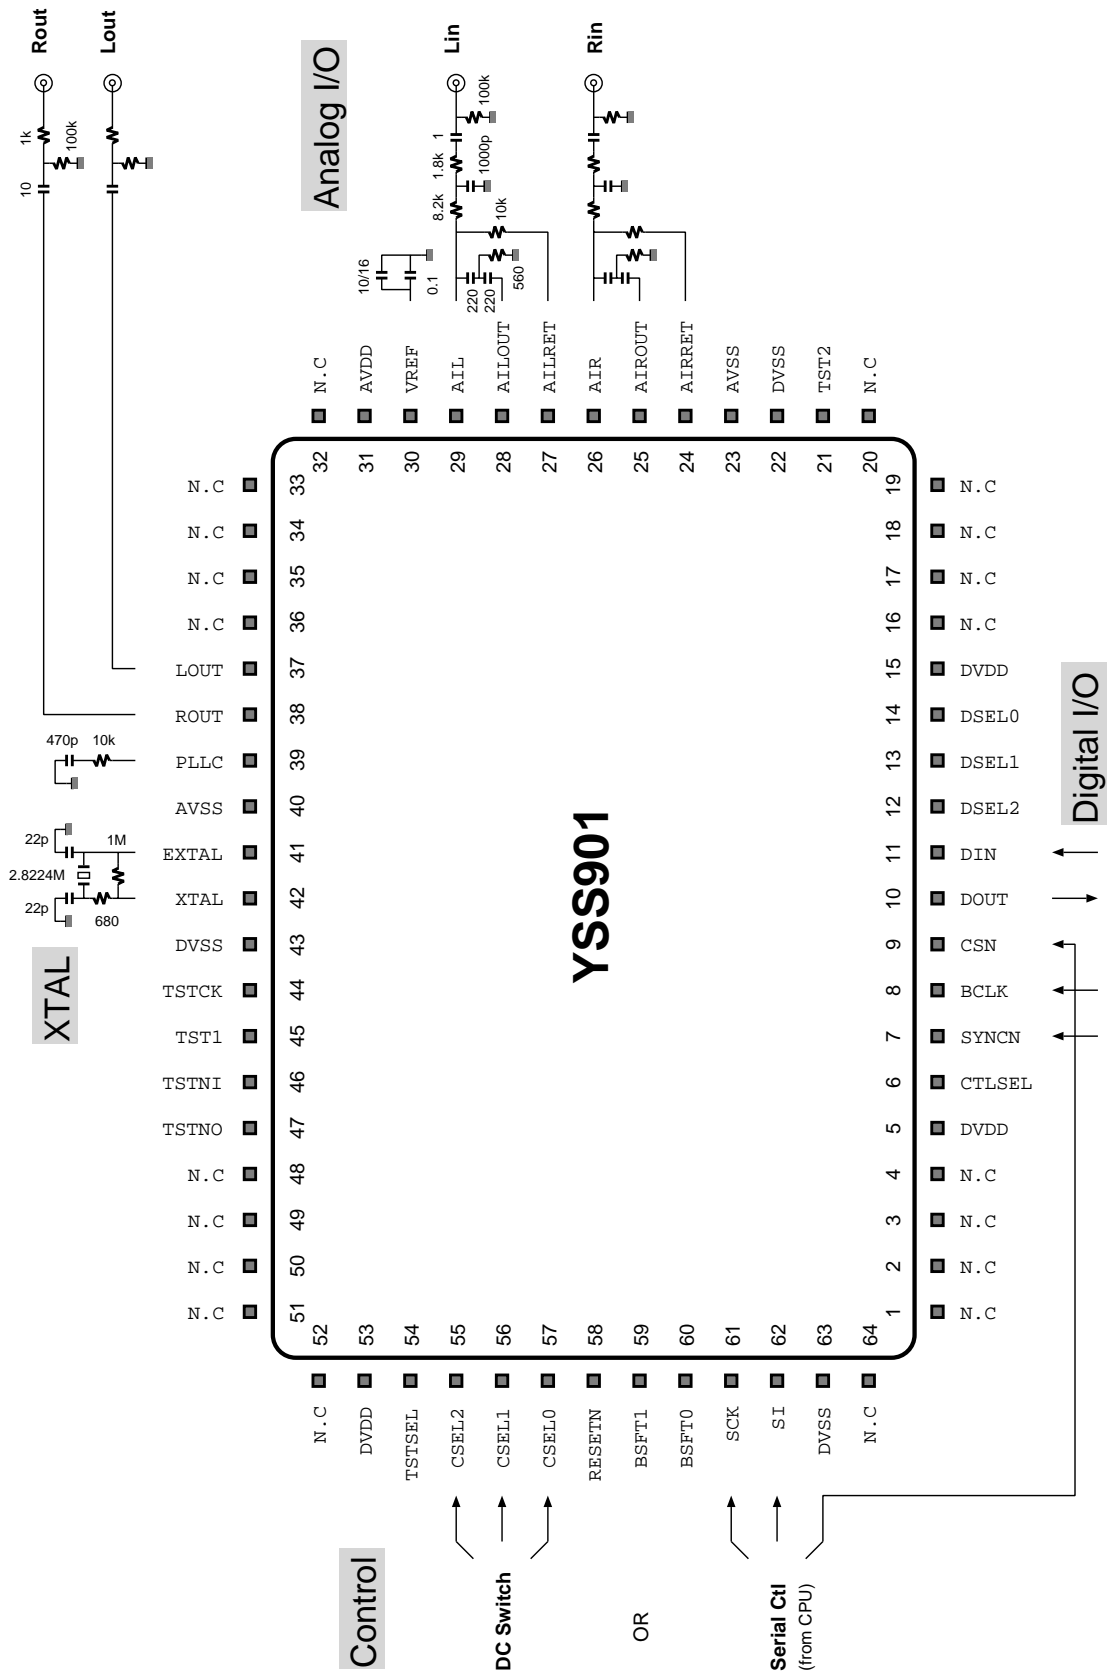 Rout
Lout
1k
100k
10
Analog I/O
Lin
Rin
100k
1
1.8k
1000p
8.2k
10k
10/16
0.1
220
220
560
N.C
AVDD
VREF
AIL
AILOUT
AILRET
AIR
AIROUT
AIRRET
AVSS
DVSS
TST2
N.C
32
31
30
29
28
27
26
25
24
23
22
21
20
N.C 33
N.C 34
N.C 35
N.C 36
LOUT 37
ROUT 38
PLLC 39
AVSS 40
EXTAL 41
XTAL 42
DVSS 43
TSTCK 44
TST1 45
TSTNI 46
TSTNO 47
N.C 48
N.C 49
N.C 50
N.C 51
470p
10k
22p
1M
2.8224M
22p
680
XTAL
YSS901
19 N.C
18 N.C
17 N.C
16 N.C
15 DVDD
14 DSEL0
13 DSEL1
12 DSEL2
11 DIN
10 DOUT
9 CSN
8 BCLK
7 SYNCN
6 CTLSEL
5 DVDD
4 N.C
3 N.C
2 N.C
1 N.C
Digital I/O
52
53
54
55
56
57
58
59
60
61
62
63
64
N.C
DVDD
TSTSEL
CSEL2
CSEL1
CSEL0
RESETN
BSFT1
BSFT0
SCK
SI
DVSS
N.C
Control
DC Switch
OR
Serial Ctl
(from CPU)